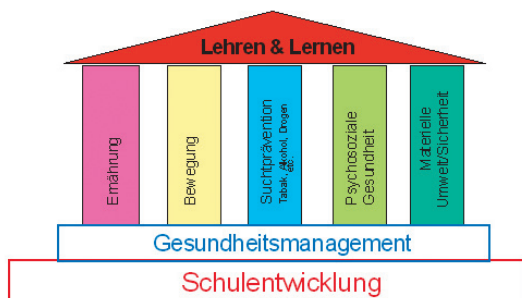 Lehren & Lernen
Ernährung
Bewegung
Suchtprävention
Tabak, Alkohol, Drogen
etc.
Psychosoziale
Gesundheit
Materielle
Umwelt/Sicherheit
Gesundheitsmanagement
Schulentwicklung